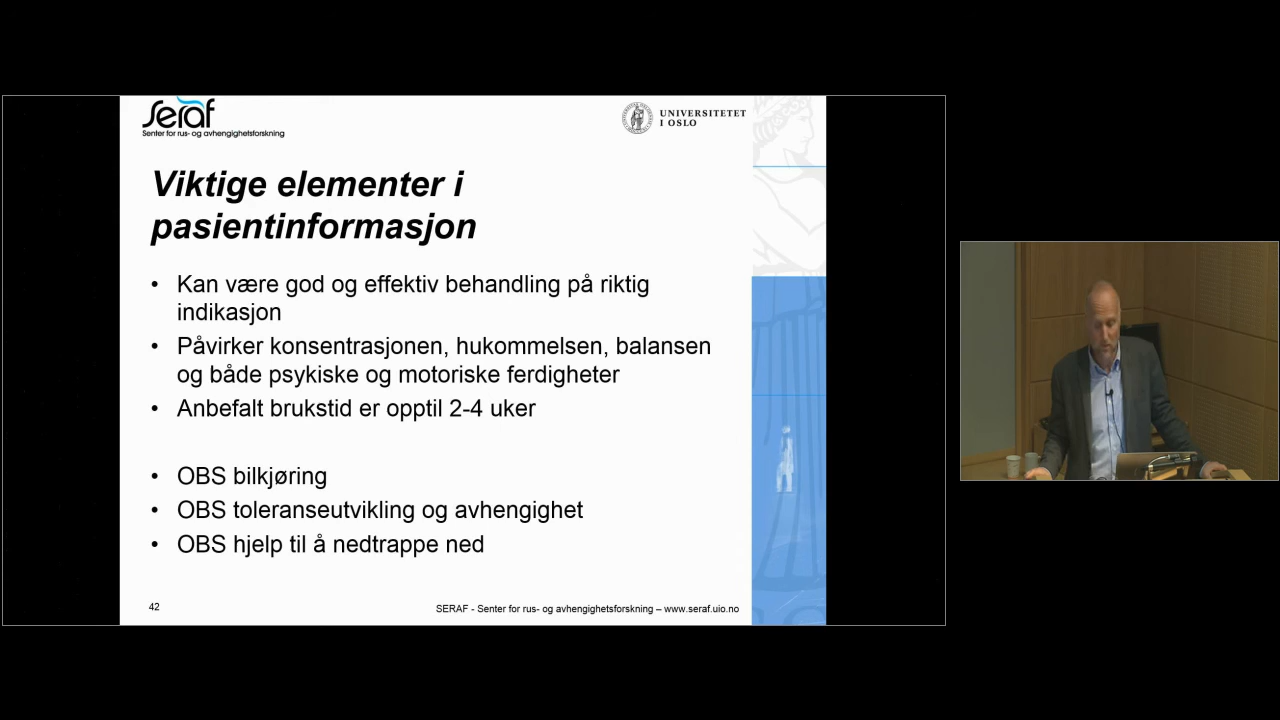 seraf
Senter for rus- og avhengighetsforskning
UNIVERSITETET
I OSLO
Viktige elementer i
pasientinformasjon
• Kan være god og effektiv behandling på riktig
indikasjon
• Påvirker konsentrasjonen, hukommelsen, balansen
og både psykiske og motoriske ferdigheter
• Anbefalt brukstid er opptil 2-4 uker
• OBS bilkjøring
• OBS toleranseutvikling og avhengighet
• OBS hjelp til å nedtrappe ned
42
SERAF - Senter for rus- og avhengighetsforskning – www.seraf.uio.no